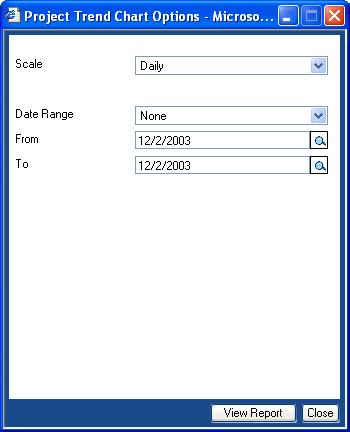 Project Trend Chart Options - Microso...
Scale Daily
Date Range None
From 12/2/2003
To 12/2/2003
View Report Close